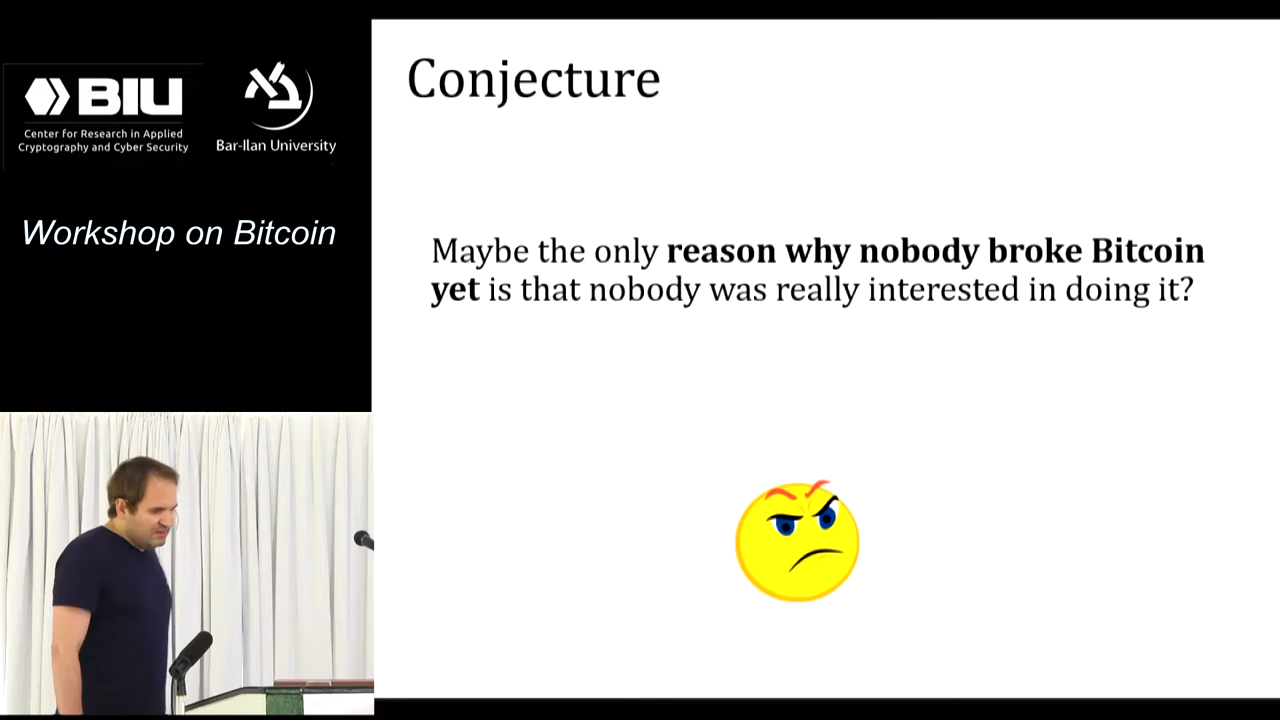 BIU
Center for Research in Applied
Cryptography and Cyber Security
Bar-Ilan University
Workshop on Bitcoin
Conjecture
Maybe the only reason why nobody broke Bitcoin
yet is that nobody was really interested in doing it?